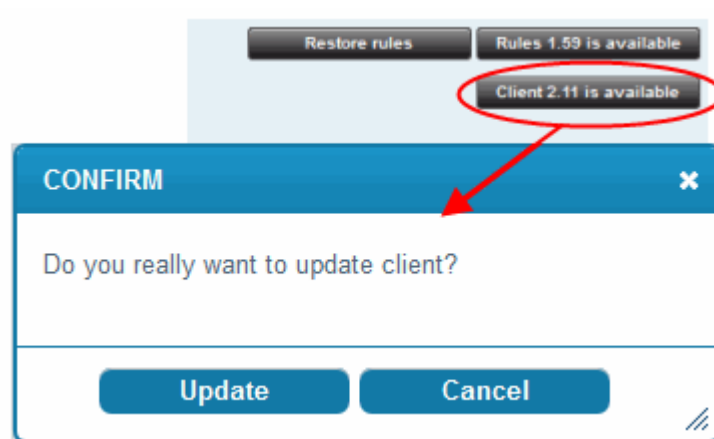 Restore rules
Rules 1.59 is available
Client 2.11 is available
CONFIRM
Do you really want to update client?
Update
Cancel